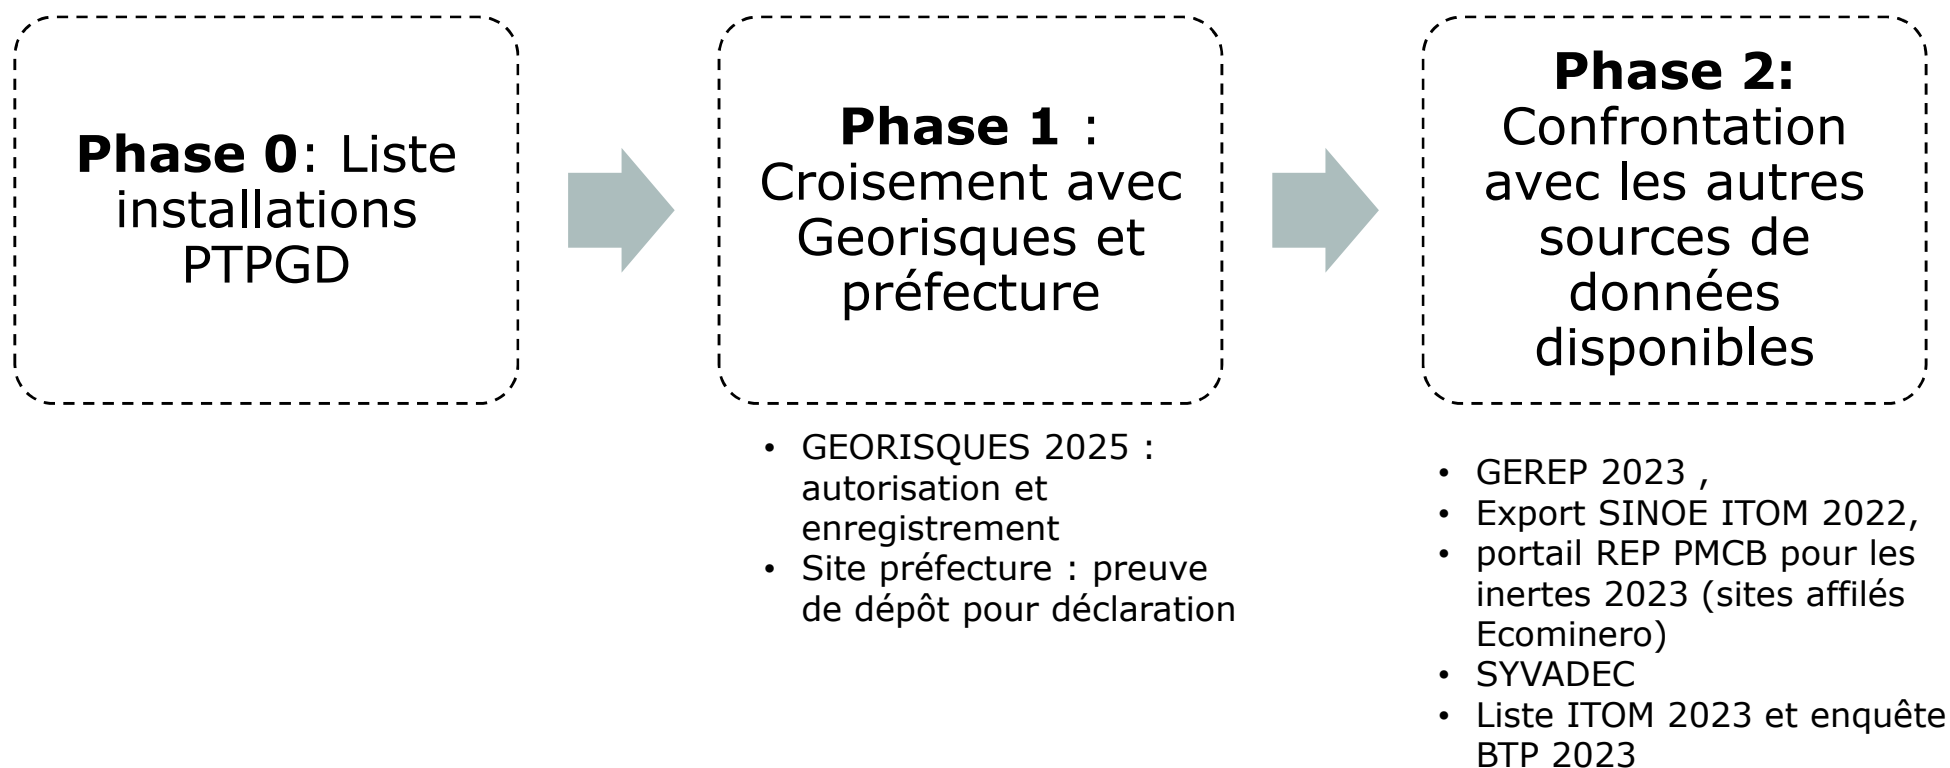 Phase 0: Liste
installations
PTPGD
Phase 1 :
Croisement avec
Georisques et
préfecture
• GEORISQUES 2025 :
autorisation et
enregistrement
• Site préfecture : preuve
de dépôt pour déclaration
Phase 2:
Confrontation
avec les autres
sources de
données
disponibles
• GEREP 2023 ,
• Export SINOE ITOM 2022,
• portail REP PMCB pour les
inertes 2023 (sites affilés
Ecominero)
• SYVADEC
• Liste ITOM 2023 et enquête
BTP 2023